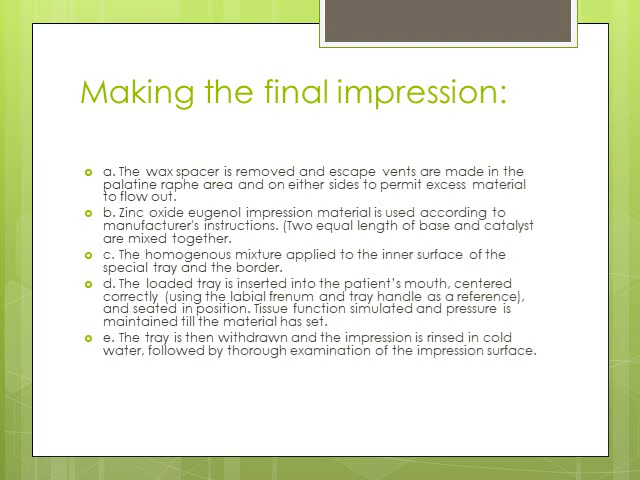 Making the final impression:
a. The wax spacer is removed and escape vents are made in the
palatine raphe area and on either sides to permit excess material
to flow out.
b. Zinc oxide eugenol impression material is used according to
manufacturer's instructions. (Two equal length of base and catalyst
are mixed together.
c. The homogenous mixture applied to the inner surface of the
special tray and the border.
d. The loaded tray is inserted into the patient’s mouth, centered
correctly (using the labial frenum and tray handle as a reference),
and seated in position. Tissue function simulated and pressure is
maintained till the material has set.
e. The tray is then withdrawn and the impression is rinsed in cold
water, followed by thorough examination of the impression surface.